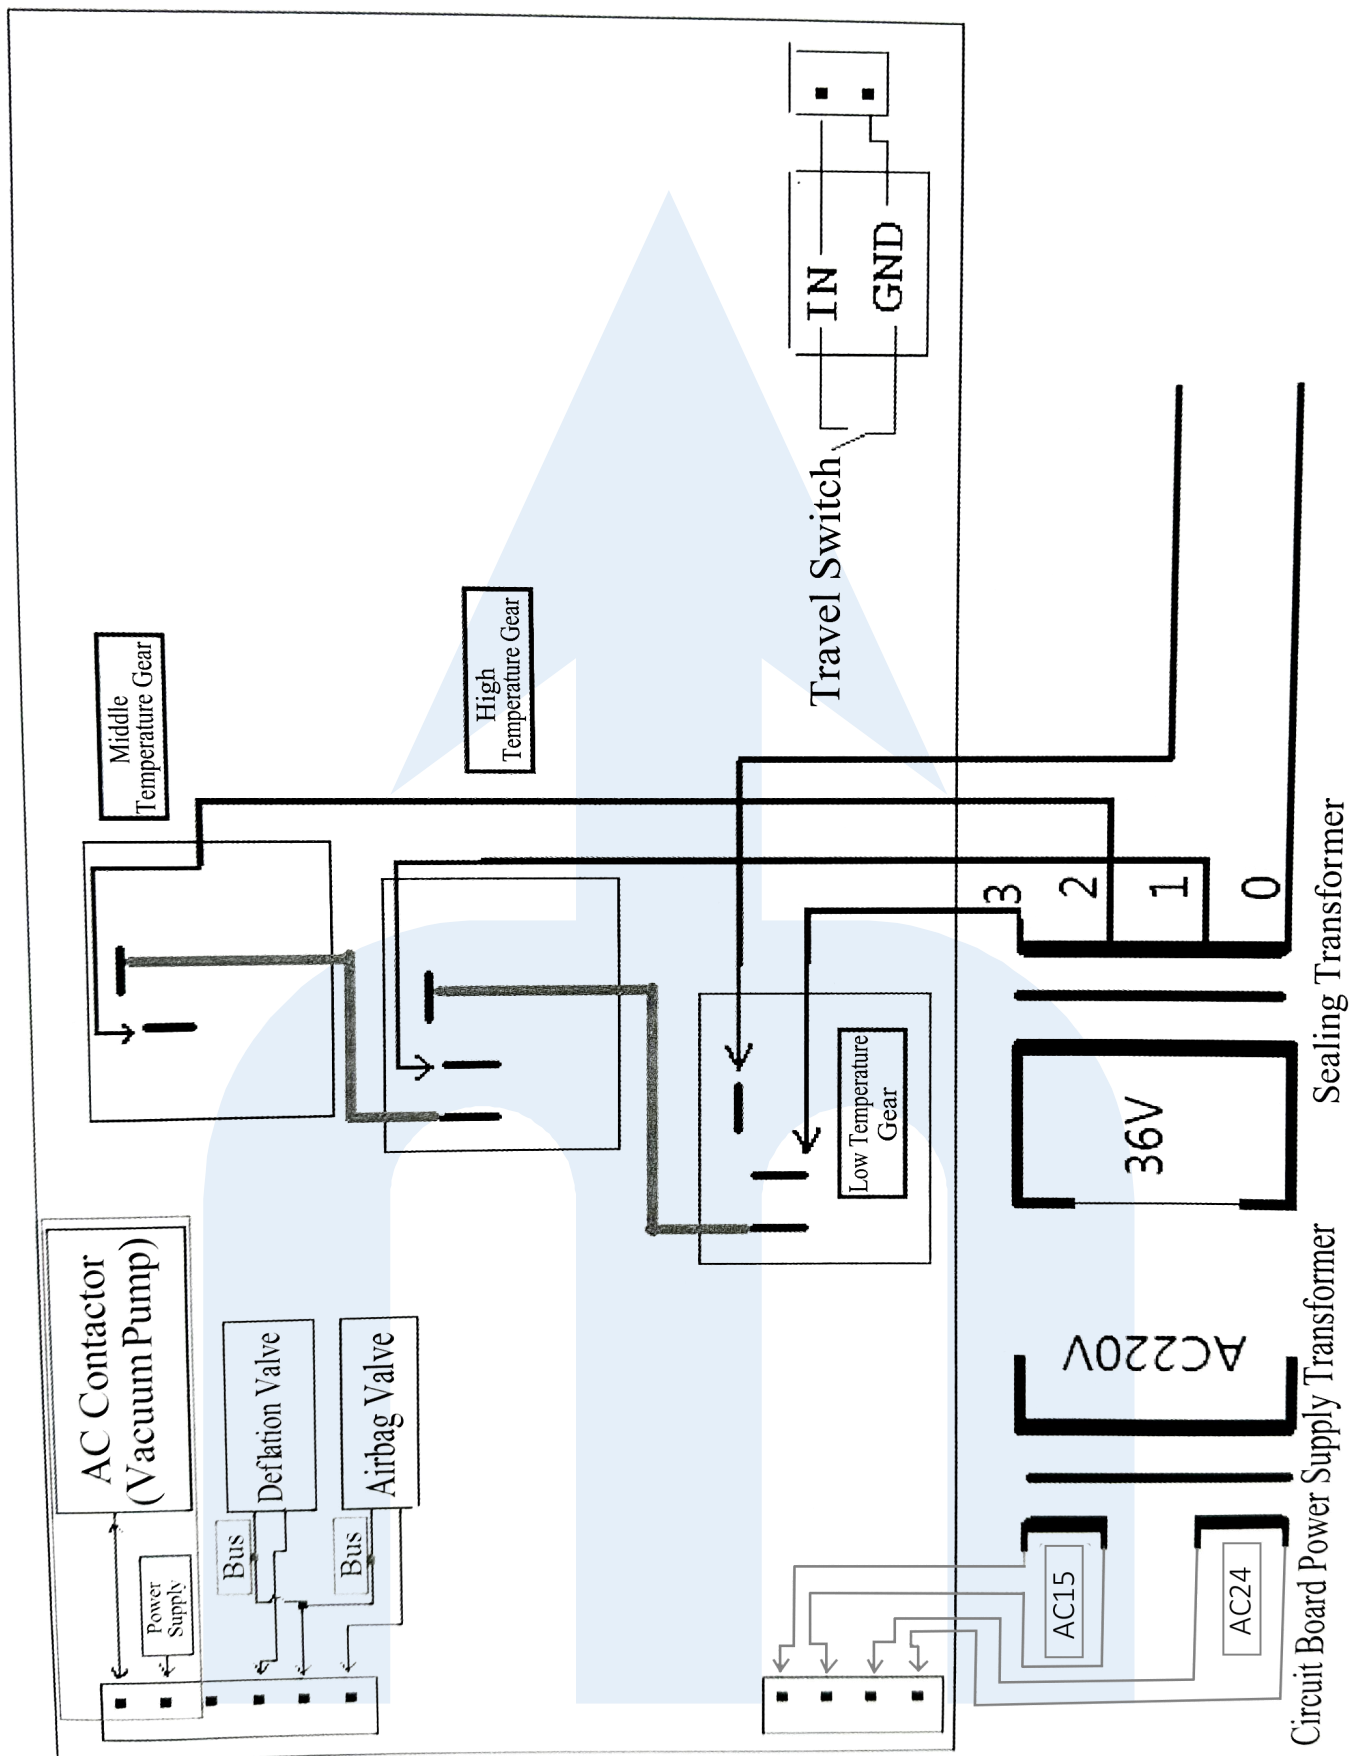 AC Contactor
(Vacuum Pump)
Power
Supply
Bus
Deflation Valve
Bus
Airbag Valve
Middle
Temperature Gear
High
Temperature Gear
Low Temperature
Gear
IN
GND
Travel Switch
3
2
1
0
Sealing Transformer
36V
AC220V
AC15
AC24
Circuit Board Power Supply Transformer